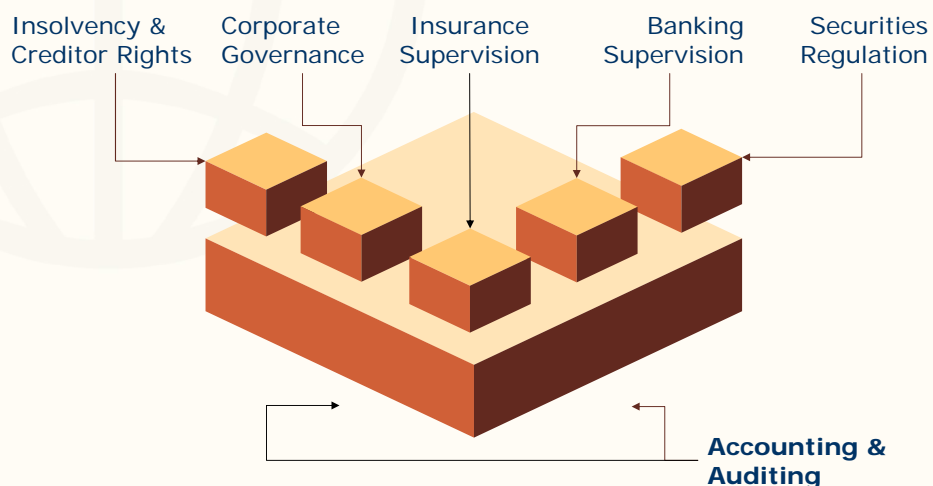 Insolvency &
Creditor Rights
Corporate
Governance
Insurance
Supervision
Banking
Supervision
Securities
Regulation
Accounting &
Auditing